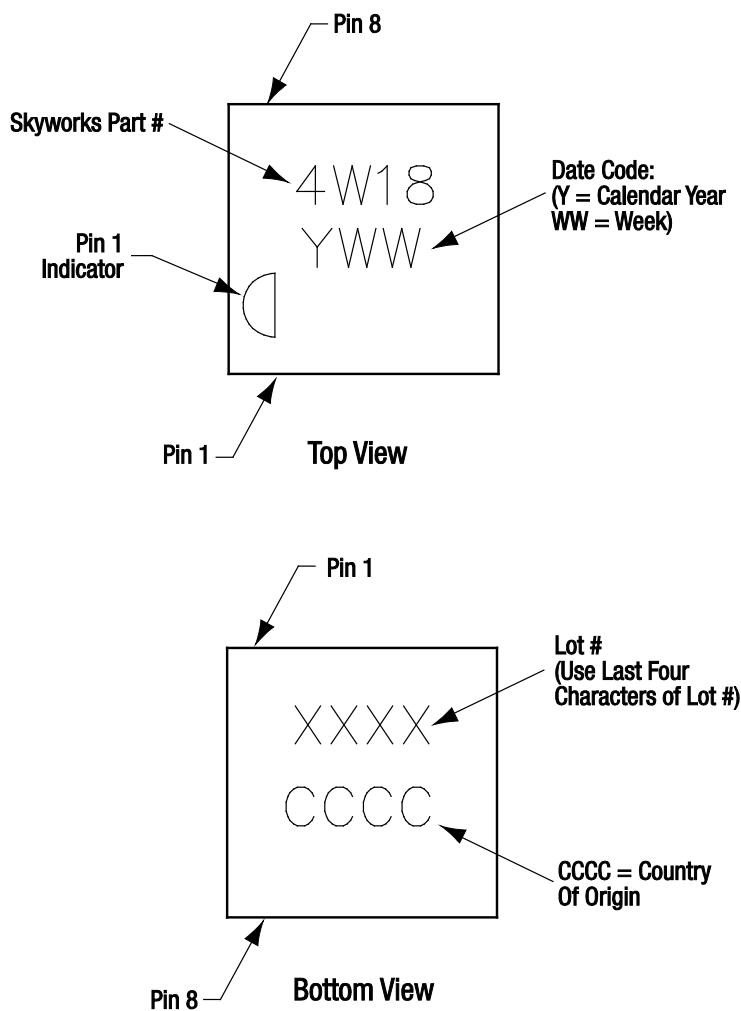 Pin 8
Skyworks Part #
4W18
Date Code:
(Y = Calendar Year
WW = Week)
YWW
Pin 1
Indicator
Pin 1
Top View
Pin 1
Lot #
(Use Last Four
Characters of Lot #)
XXXX
CCCC
CCCC = Country
Of Origin
Pin 8
Bottom View